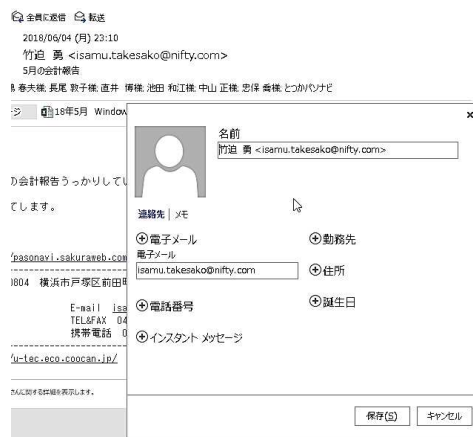 全員に返信 転送
2018/06/04 (月) 23:10
竹迫 勇 <isamu.takesako@nifty.com>
5月の会計報告
春夫様; 長尾 敦子様; 直井 博様; 池田 和江様; 中山 正様; 忠保 喬様; とつかパソナビ
ージ 18年5月 Window
×
名前
竹迫 勇 <isamu.takesako@nifty.com>
の会計報告うっかりしてい
てします。
連絡先 | メモ
⊕電子メール ⊕勤務先
電子メール
isamu.takesako@nifty.com ⊕住所
/pasonavi.sakuraweb.com
⊕電話番号 ⊕誕生日
0804 横浜市戸塚区前田町
E-mail isa
TEL&FAX 04
携帯電話 0
⊕インスタント メッセージ
/u-tec.eco.coocan.jp/
さんに関する詳細を表示します。
保存(S) キャンセル